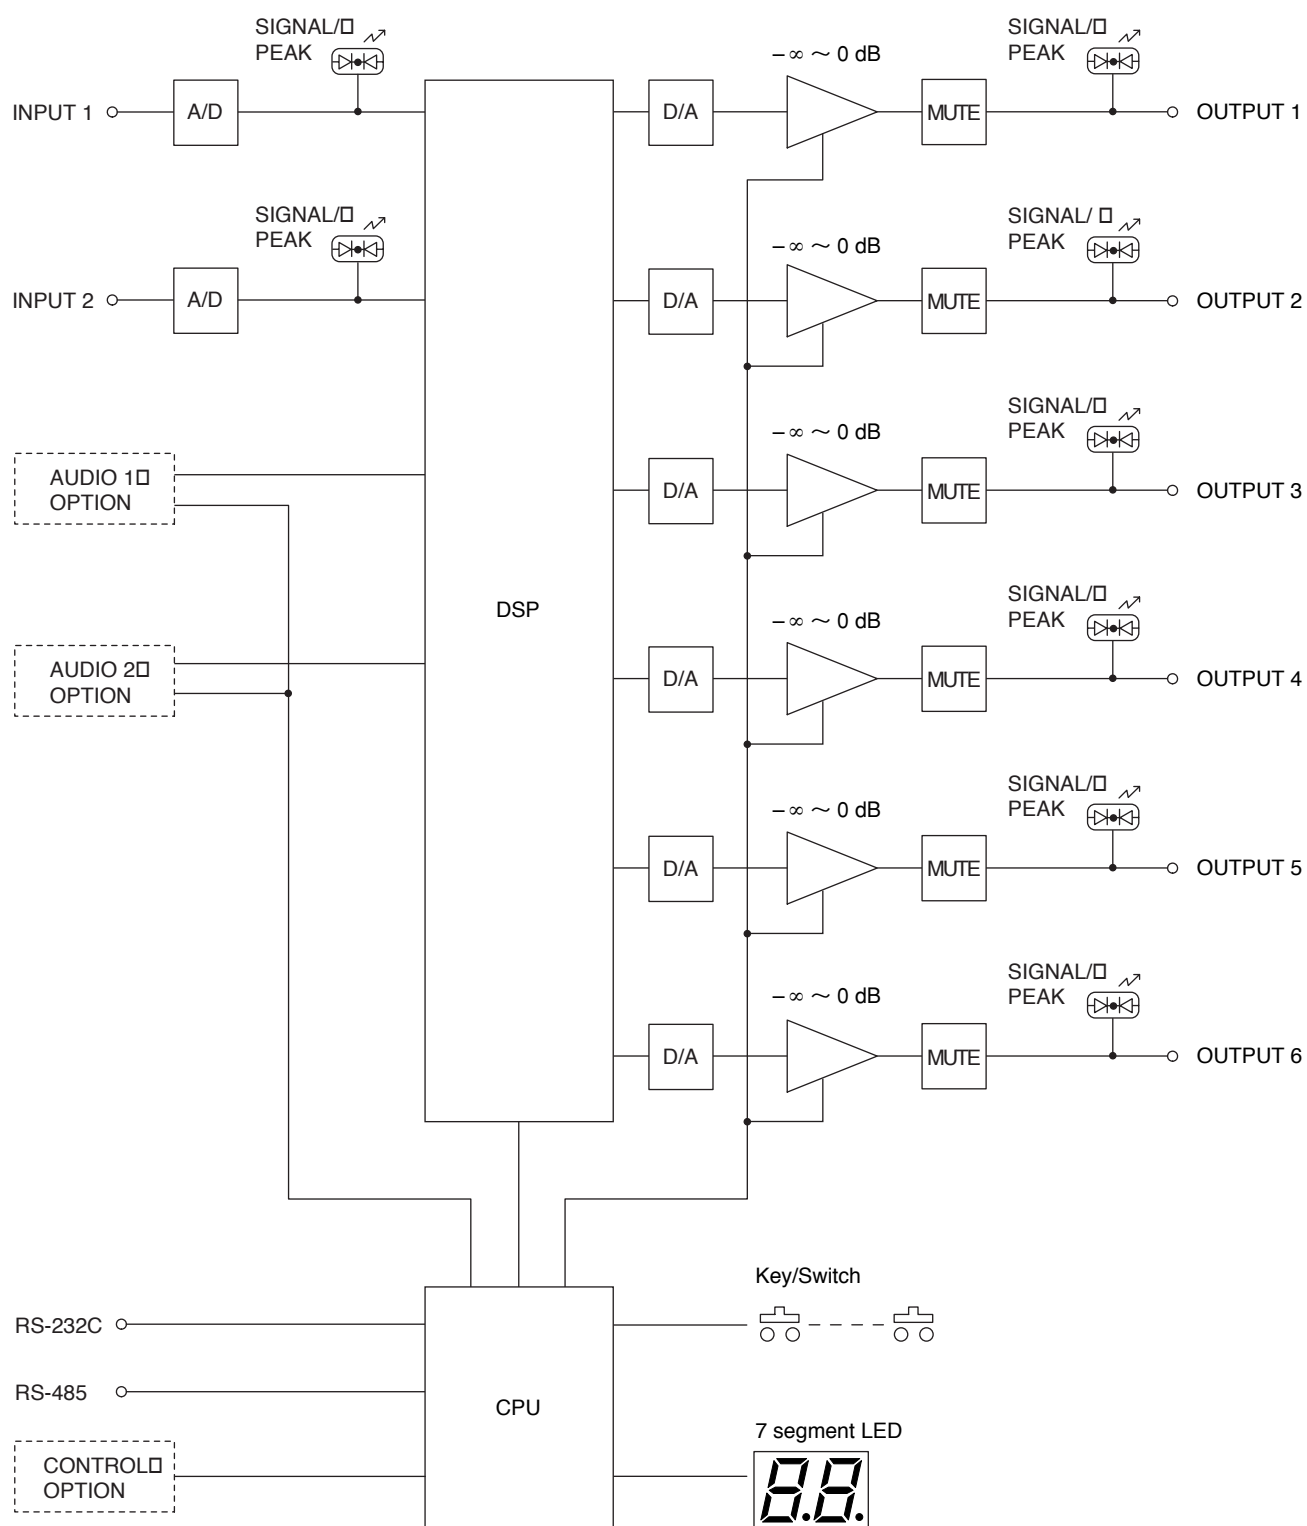 SIGNAL/
PEAK
INPUT 1
A/D
SIGNAL/
PEAK
INPUT 2
A/D
AUDIO 1
OPTION
AUDIO 2
OPTION
DSP
D/A
– ∞ ～ 0 dB
MUTE
SIGNAL/
PEAK
OUTPUT 1
D/A
– ∞ ～ 0 dB
MUTE
SIGNAL/
PEAK
OUTPUT 2
D/A
– ∞ ～ 0 dB
MUTE
SIGNAL/
PEAK
OUTPUT 3
D/A
– ∞ ～ 0 dB
MUTE
SIGNAL/
PEAK
OUTPUT 4
D/A
– ∞ ～ 0 dB
MUTE
SIGNAL/
PEAK
OUTPUT 5
D/A
– ∞ ～ 0 dB
MUTE
SIGNAL/
PEAK
OUTPUT 6
RS-232C
RS-485
CONTROL
OPTION
CPU
Key/Switch
7 segment LED
8.8.